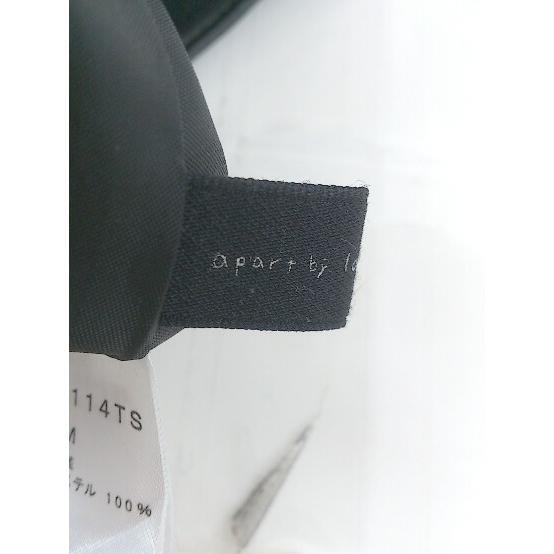 apart by lo
114TS
M
テル 100%